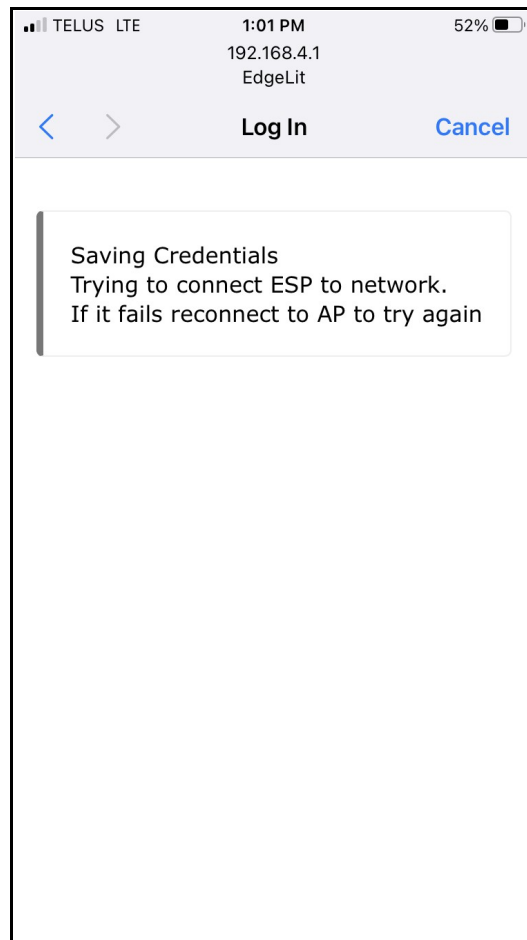 TELUS LTE 1:01 PM 52%
192.168.4.1
EdgeLit
Log In Cancel
Saving Credentials
Trying to connect ESP to network.
If it fails reconnect to AP to try again